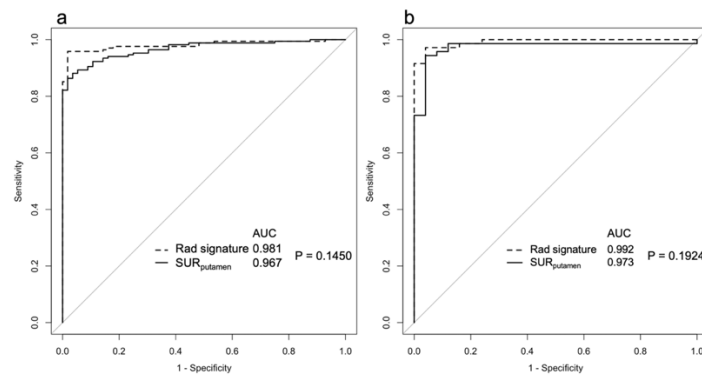 a
1.0
0.8
0.6
0.4
0.2
0.0
Sensitivity
AUC
Rad signature 0.981
SURputamen 0.967
P = 0.1450
0.0 0.2 0.4 0.6 0.8 1.0
1 - Specificity
b
1.0
0.8
0.6
0.4
0.2
0.0
Sensitivity
AUC
Rad signature 0.992
SURputamen 0.973
P = 0.1924
0.0 0.2 0.4 0.6 0.8 1.0
1 - Specificity